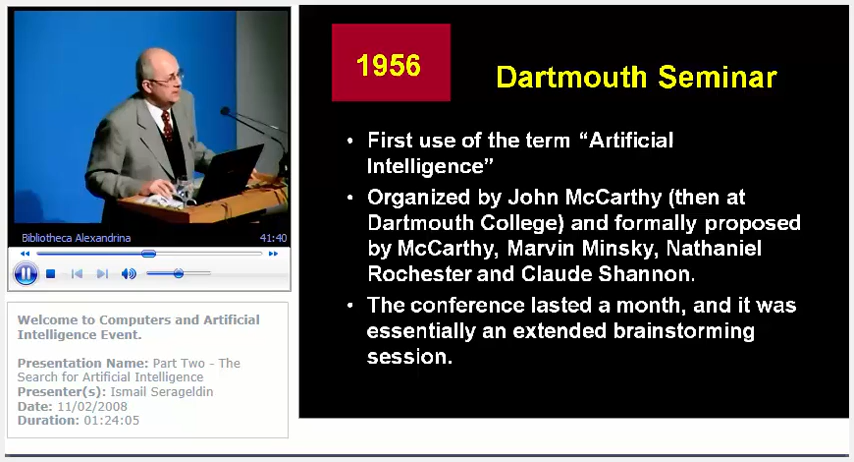 Bibliotheca Alexandrina 41:40
Welcome to Computers and Artificial
Intelligence Event.
Presentation Name: Part Two - The
Search for Artificial Intelligence
Presenter(s): Ismail Serageldin
Date: 11/02/2008
Duration: 01:24:05
1956
Dartmouth Seminar
• First use of the term “Artificial
Intelligence”
• Organized by John McCarthy (then at
Dartmouth College) and formally proposed
by McCarthy, Marvin Minsky, Nathaniel
Rochester and Claude Shannon.
• The conference lasted a month, and it was
essentially an extended brainstorming
session.